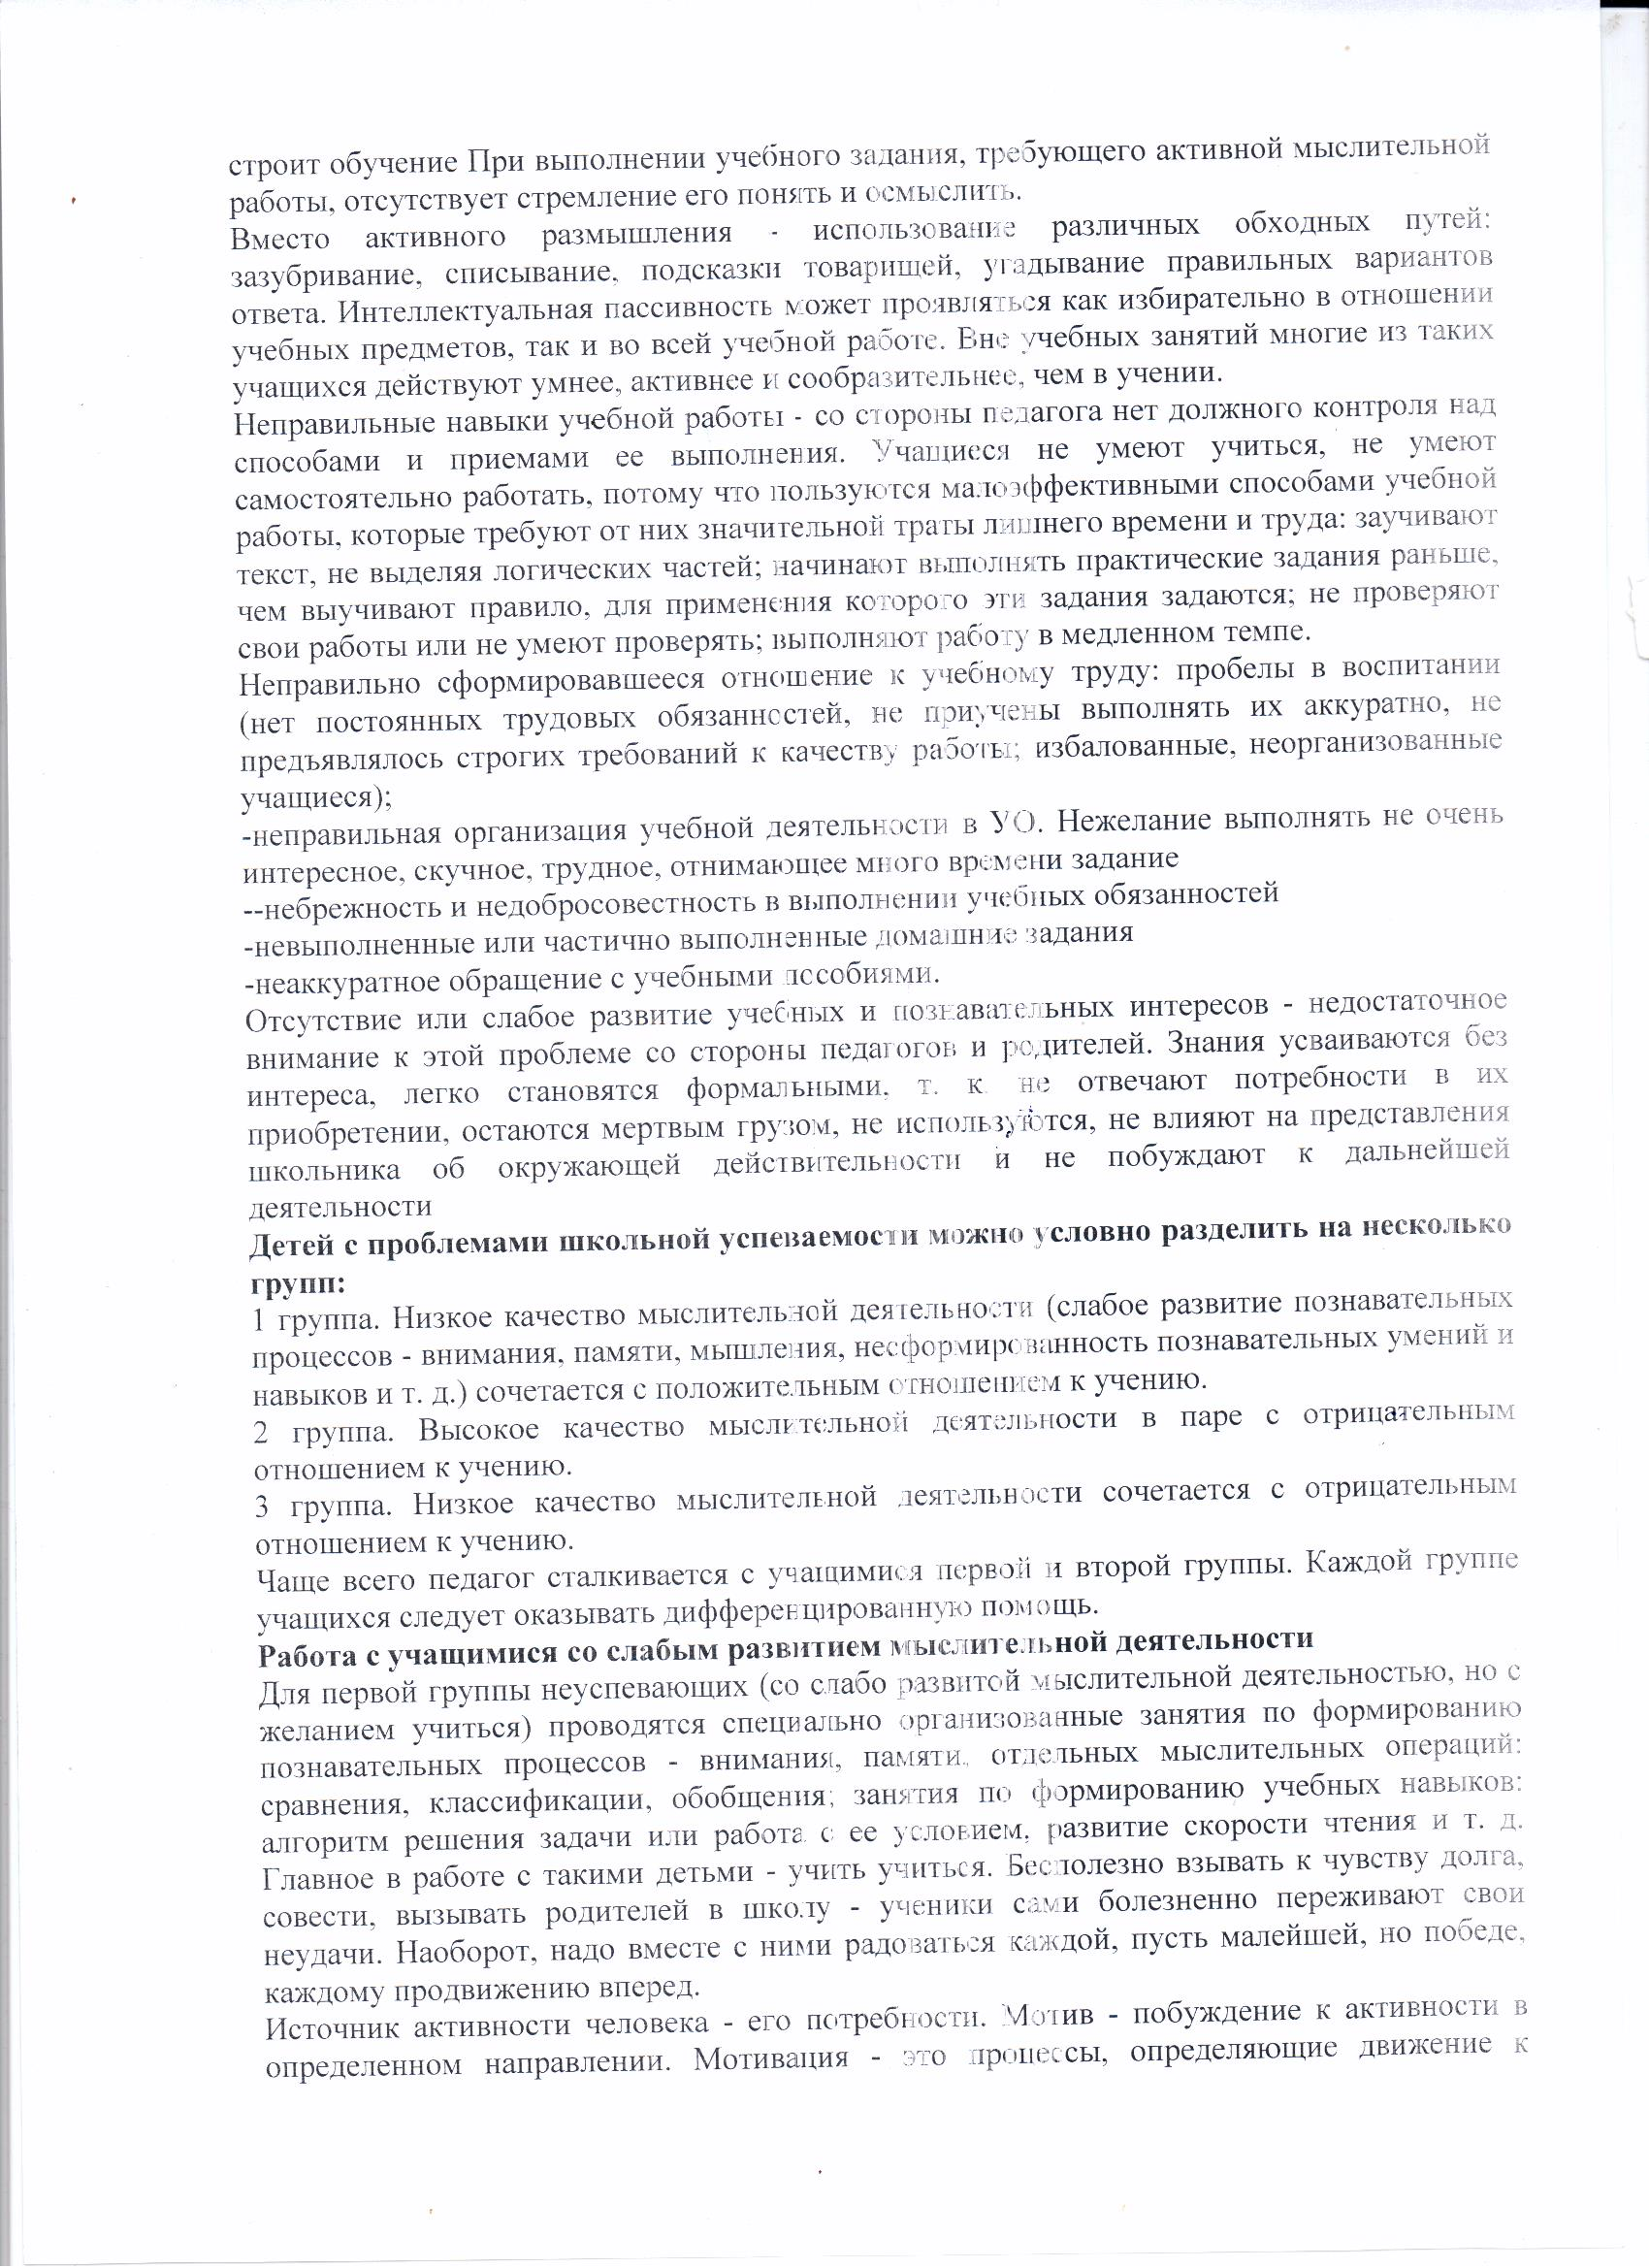 строит обучение При выполнении учебного задания, требующего активной мыслительной
работы, отсутствует стремление его понять и осмыслить.
Вместо активного размышления - использование различных обходных путей:
зазубривание, списывание, подсказки товарищей, угадывание правильных вариантов
ответа. Интеллектуальная пассивность может проявляться как избирательно в отношении
учебных предметов, так и во всей учебной работе. Вне учебных занятий многие из таких
учащихся действуют умнее, активнее и сообразительнее, чем в учении.
Неправильные навыки учебной работы - со стороны педагога нет должного контроля над
способами и приемами ее выполнения. Учащиеся не умеют учиться, не умеют
самостоятельно работать, потому что пользуются малоэффективными способами учебной
работы, которые требуют от них значительной траты лишнего времени и труда: заучивают
текст, не выделяя логических частей; начинают выполнять практические задания раньше,
чем выучивают правило, для применения которого эти задания задаются; не проверяют
свои работы или не умеют проверять; выполняют работу в медленном темпе.
Неправильно сформировавшееся отношение к учебному труду: пробелы в воспитании
(нет постоянных трудовых обязанностей, не приучены выполнять их аккуратно, не
предъявлялось строгих требований к качеству работы; избалованные, неорганизованные
учащиеся);
-неправильная организация учебной деятельности в УО. Нежелание выполнять не очень
интересное, скучное, трудное, отнимающее много времени задание
--небрежность и недобросовестность в выполнении учебных обязанностей
-невыполненные или частично выполненные домашние задания
-неаккуратное обращение с учебными пособиями.
Отсутствие или слабое развитие учебных и познавательных интересов - недостаточное
внимание к этой проблеме со стороны педагогов и родителей. Знания усваиваются без
интереса, легко становятся формальными, т. к. не отвечают потребности в их
приобретении, остаются мертвым грузом, не используются, не влияют на представления
школьника об окружающей действительности и не побуждают к дальнейшей
деятельности
Детей с проблемами школьной успеваемости можно условно разделить на несколько
групп:
1 группа. Низкое качество мыслительной деятельности (слабое развитие познавательных
процессов - внимания, памяти, мышления, несформированность познавательных умений и
навыков и т. д.) сочетается с положительным отношением к учению.
2 группа. Высокое качество мыслительной деятельности в паре с отрицательным
отношением к учению.
3 группа. Низкое качество мыслительной деятельности сочетается с отрицательным
отношением к учению.
Чаще всего педагог сталкивается с учащимися первой и второй группы. Каждой группе
учащихся следует оказывать дифференцированную помощь.
Работа с учащимися со слабым развитием мыслительной деятельности
Для первой группы неуспевающих (со слабо развитой мыслительной деятельностью, но с
желанием учиться) проводятся специально организованные занятия по формированию
познавательных процессов - внимания, памяти, отдельных мыслительных операций:
сравнения, классификации, обобщения; занятия по формированию учебных навыков:
алгоритм решения задачи или работа с ее условием, развитие скорости чтения и т. д.
Главное в работе с такими детьми - учить учиться. Бесполезно взывать к чувству долга,
совести, вызывать родителей в школу - ученики сами болезненно переживают свои
неудачи. Наоборот, надо вместе с ними радоваться каждой, пусть малейшей, но победе,
каждому продвижению вперед.
Источник активности человека - его потребности. Мотив - побуждение к активности в
определенном направлении. Мотивация - это процессы, определяющие движение к